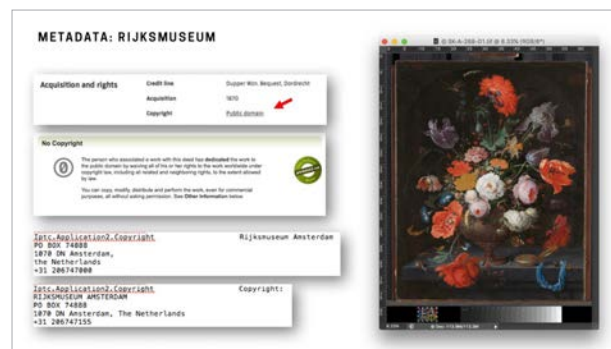 METADATA: RIJKSMUSEUM
Acquisition and rights
Credit line Dupper Wzn. Bequest, Dordrecht
Acquisition 1870
Copyright Public domain
No Copyright
The person who associated a work with this deed has dedicated the work to
the public domain by waiving all of his or her rights to the work worldwide under
copyright law, including all related and neighboring rights, to the extent allowed
by law.
You can copy, modify, distribute and perform the work, even for commercial
purposes, all without asking permission. See Other Information below
Iptc.Application2.Copyright Rijksmuseum Amsterdam
PO BOX 74888
1070 DN Amsterdam,
the Netherlands
+31 206747000
Iptc.Application2.Copyright Copyright:
RIJKSMUSEUM AMSTERDAM
PO BOX 74888
1070 DN Amsterdam, The Netherlands
+31 206747155